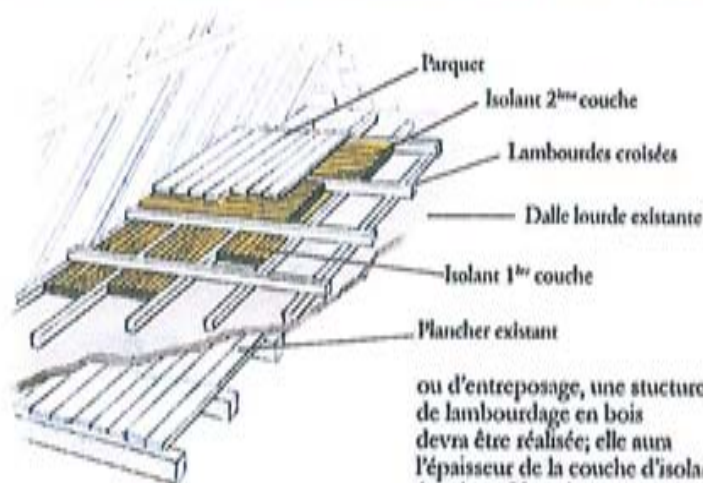 Parquet
Isolant 2ème couche
Lambourdes croisées
Dalle lourde existante
Isolant 1ère couche
Plancher existant
ou d'entreposage, une stucture
de lambourdage en bois
devra être réalisée; elle aura
l'épaisseur de la couche d'isola